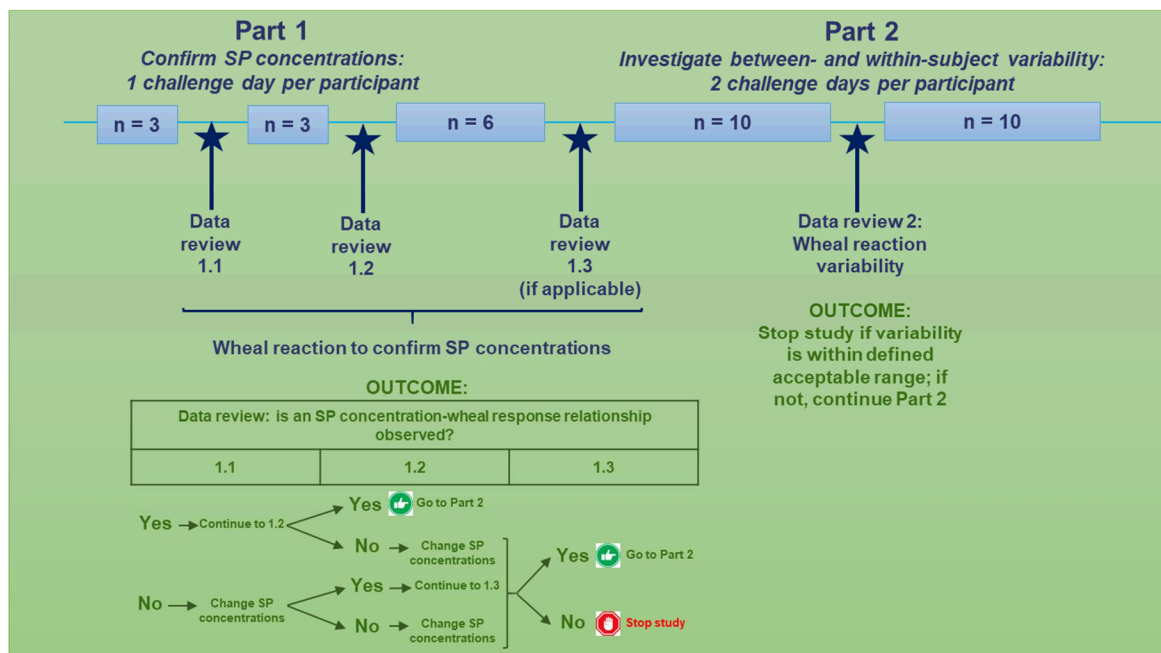 Part 1
Confirm SP concentrations:
1 challenge day per participant
Part 2
Investigate between- and within-subject variability:
2 challenge days per participant
n = 3
n = 3
n = 6
n = 10
n = 10
Data
review
1.1
Data
review
1.2
Data
review
1.3
(if applicable)
Data review 2:
Wheal reaction
variability
Wheal reaction to confirm SP concentrations
OUTCOME:
Stop study if variability
is within defined
acceptable range; if
not, continue Part 2
OUTCOME:
Data review: is an SP concentration-wheal response relationship
observed?
1.1
1.2
1.3
Yes
Continue to 1.2
Yes
Go to Part 2
No
Change SP
concentrations
No
Change SP
concentrations
Yes
Continue to 1.3
No
Change SP
concentrations
Yes
Go to Part 2
No
Stop study